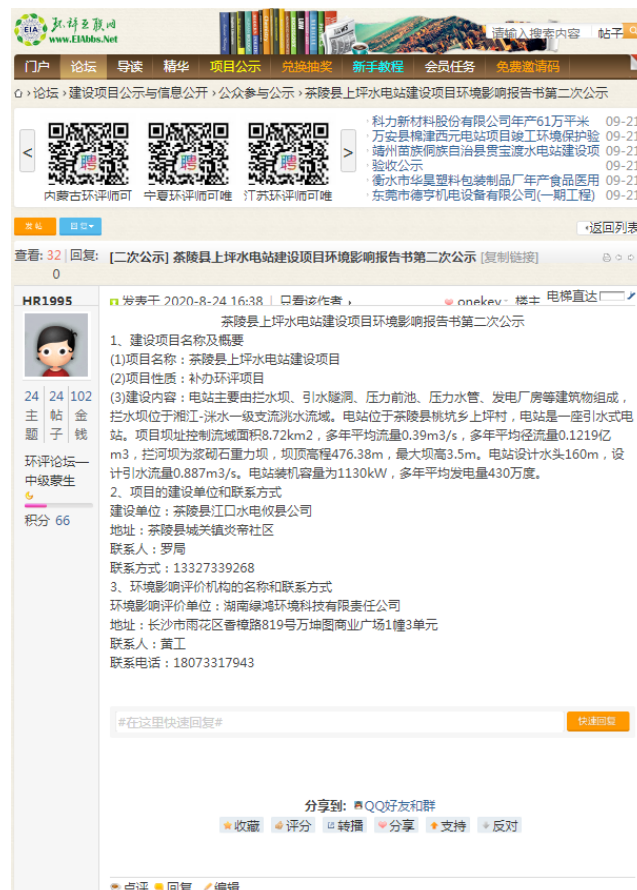 EIA 环评互联网
www.EIAbbs.Net
请输入搜索内容 帖子
门户 论坛 导读 精华 项目公示 兑换抽奖 新手教程 会员任务 免费邀请码
论坛›建设项目公示与信息公开›公众参与公示›茶陵县上坪水电站建设项目环境影响报告书第二次公示
聘 聘 聘
内蒙古环评师可 宁夏环评师可唯 江苏环评师可唯
科力新材料股份有限公司年产61万平米 09-21
万安县棉津西元电站项目竣工环境保护验 09-21
靖州苗族侗族自治县贯宝渡水电站建设项 09-21
验收公示 09-21
衡水市华昊塑料包装制品厂年产食品医用 09-21
东莞市德亨机电设备有限公司(一期工程) 09-21
发帖 回复
返回列表
查看: 32 | 回复: 0
[二次公示] 茶陵县上坪水电站建设项目环境影响报告书第二次公示 [复制链接]
HR1995
发表于 2020-8-24 16:38 | 只看该作者
onekey- 楼主 电梯直达
24 24 102
主题 帖子 金钱
环评论坛—
中级蒙生
积分 66
茶陵县上坪水电站建设项目环境影响报告书第二次公示
1、建设项目名称及概要
(1)项目名称：茶陵县上坪水电站建设项目
(2)项目性质：补办环评项目
(3)建设内容：电站主要由拦水坝、引水隧洞、压力前池、压力水管、发电厂房等建筑物组成，
拦水坝位于湘江-洣水一级支流洮水流域。电站位于茶陵县桃坑乡上坪村，电站是一座引水式电
站。项目坝址控制流域面积8.72km2，多年平均流量0.39m3/s，多年平均径流量0.1219亿
m3，拦河坝为浆砌石重力坝，坝顶高程476.38m，最大坝高3.5m。电站设计水头160m，设
计引水流量0.887m3/s。电站装机容量为1130kW，多年平均发电量430万度。
2、项目的建设单位和联系方式
建设单位：茶陵县江口水电攸县公司
地址：茶陵县城关镇炎帝社区
联系人：罗局
联系方式：13327339268
3、环境影响评价机构的名称和联系方式
环境影响评价单位：湖南绿鸿环境科技有限责任公司
地址：长沙市雨花区香樟路819号万坤图商业广场1幢3单元
联系人：黄工
联系电话：18073317943
#在这里快速回复#
快速回复
分享到: QQ好友和群
收藏 评分 转播 分享 支持 反对
点评 回复 编辑